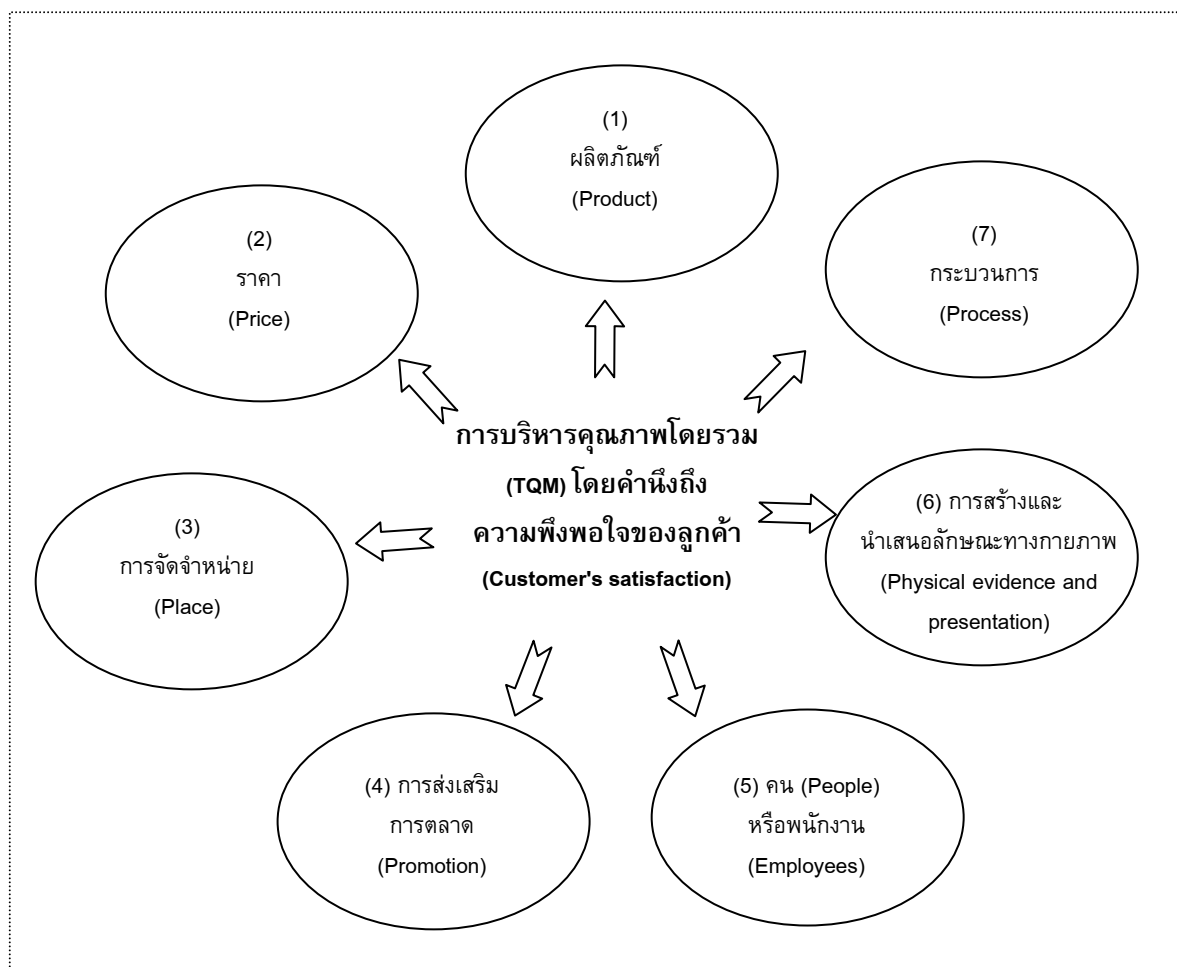 (1)
ผลิตภัณฑ์
(Product)
(2)
ราคา
(Price)
(7)
กระบวนการ
(Process)
การบริหารคุณภาพโดยรวม
(TQM) โดยคำนึงถึง
ความพึงพอใจของลูกค้า
(Customer's satisfaction)
(3)
การจัดจำหน่าย
(Place)
(6) การสร้างและ
นำเสนอลักษณะทางกายภาพ
(Physical evidence and
presentation)
(4) การส่งเสริม
การตลาด
(Promotion)
(5) คน (People)
หรือพนักงาน
(Employees)